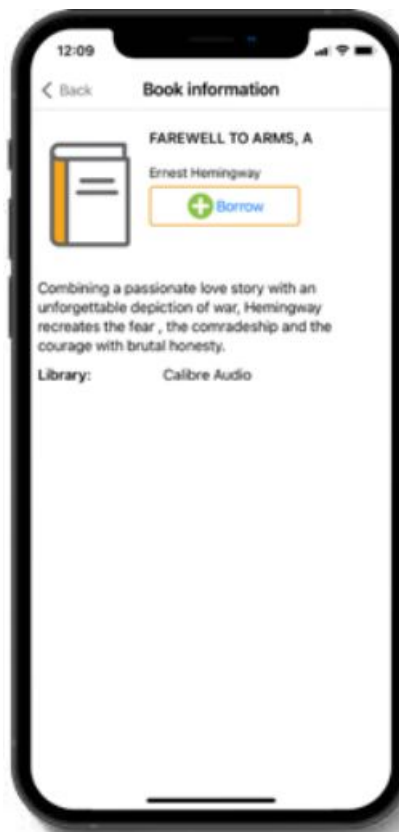 12:09
Back
Book information
FAREWELL TO ARMS, A
Ernest Hemingway
Borrow
Combining a passionate love story with an
unforgettable depiction of war, Hemingway
recreates the fear , the comradeship and the
courage with brutal honesty.
Library: Calibre Audio